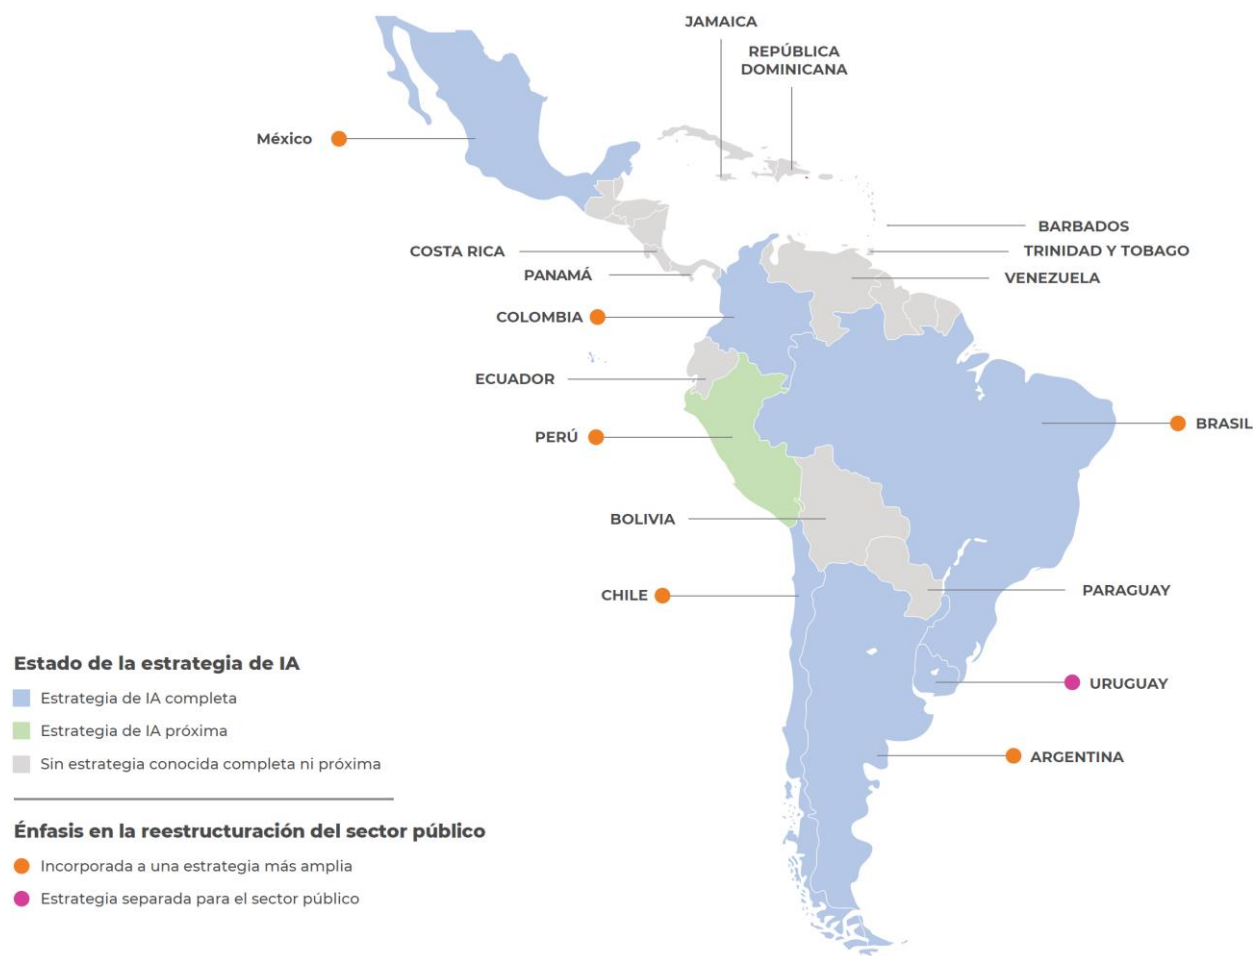 JAMAICA
REPÚBLICA
DOMINICANA
México
BARBADOS
COSTA RICA
TRINIDAD Y TOBAGO
PANAMÁ
VENEZUELA
COLOMBIA
ECUADOR
BRASIL
PERÚ
BOLIVIA
PARAGUAY
CHILE
Estado de la estrategia de IA
URUGUAY
Estrategia de IA completa
Estrategia de IA próxima
ARGENTINA
Sin estrategia conocida completa ni próxima
Énfasis en la reestructuración del sector público
Incorporada a una estrategia más amplia
Estrategia separada para el sector público